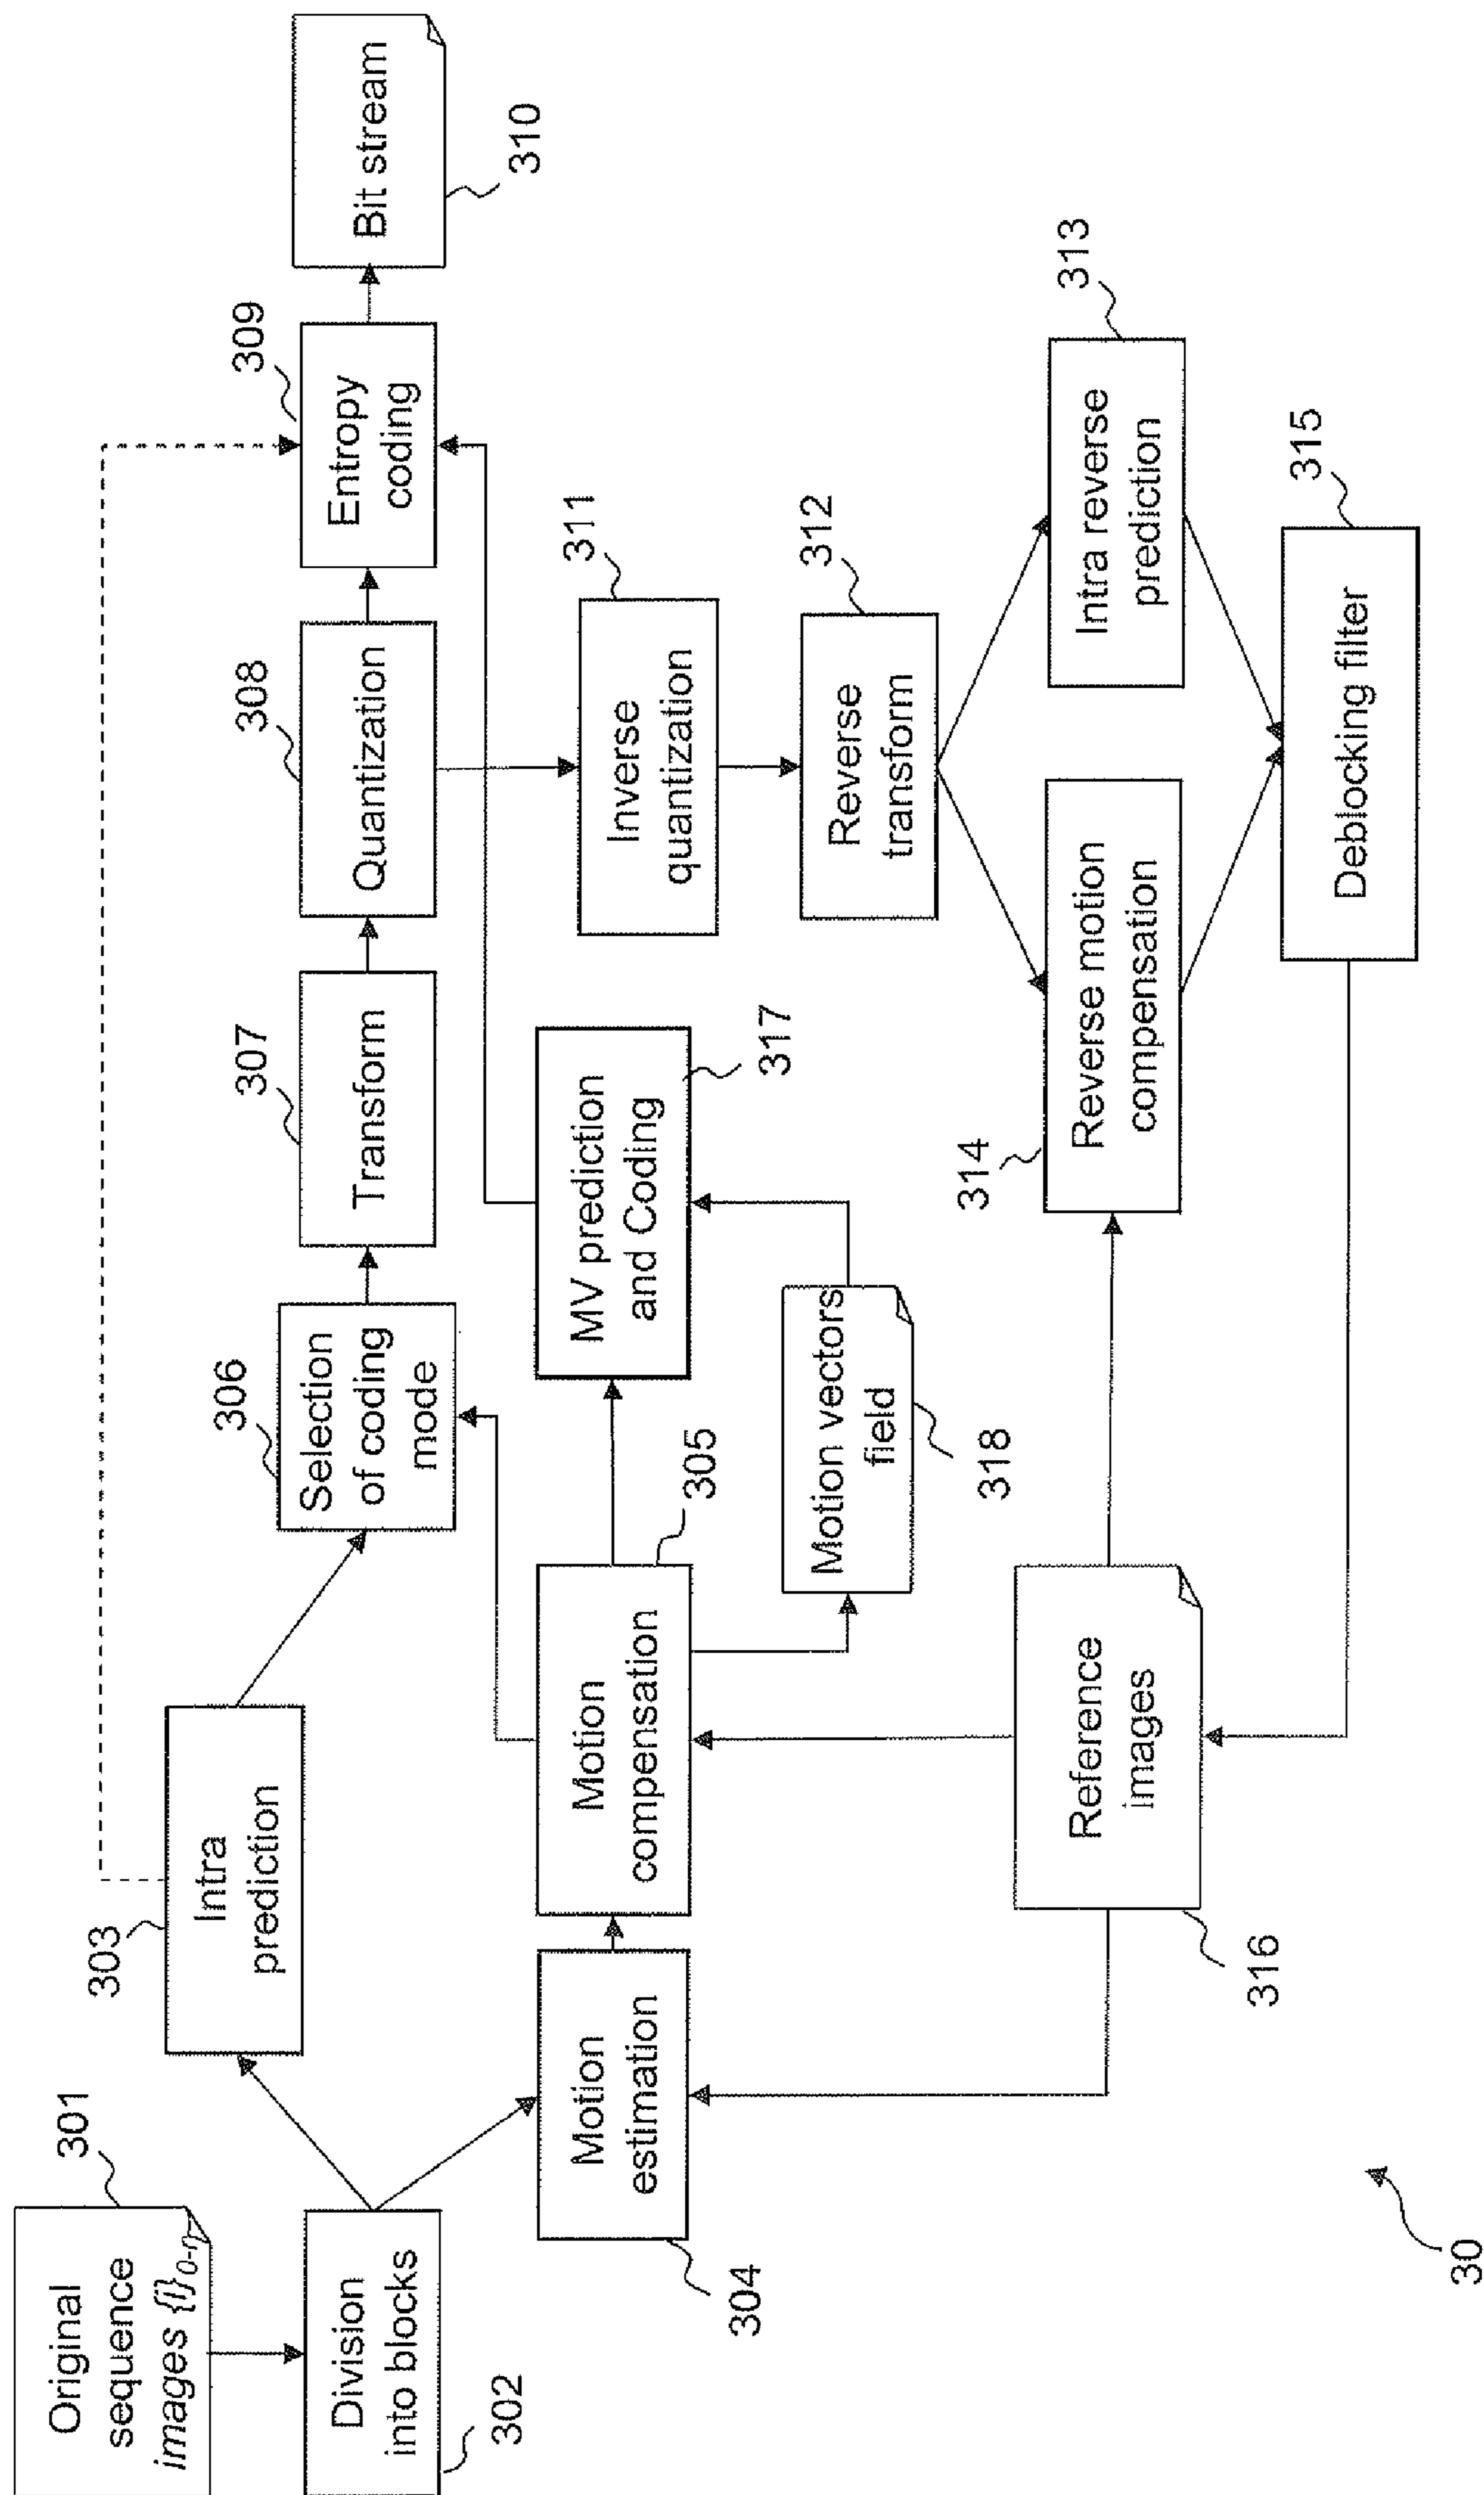 301
Original
sequence
images {I}0-n
302
Division
into blocks
303
Intra
prediction
304
Motion
estimation
305
Motion
compensation
306
Selection
of coding
mode
307
Transform
308
Quantization
309
Entropy
coding
Bit stream
310
MV prediction
and Coding
317
Motion vectors
field
318
311
Inverse
quantization
312
Reverse
transform
313
Intra reverse
prediction
314
Reverse motion
compensation
315
Deblocking filter
Reference
images
316
30